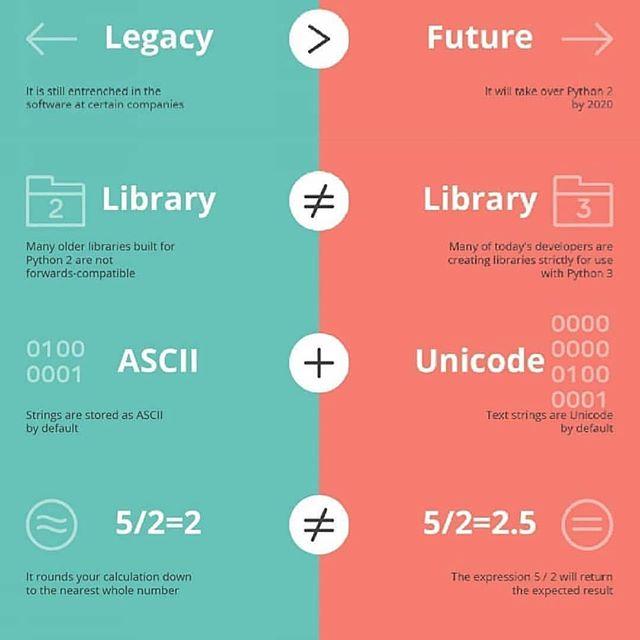 Legacy
>
Future
It is still entrenched in the
software at certain companies
It will take over Python 2
by 2020
2
Library
≠
Library
3
Many older libraries built for
Python 2 are not
forwards-compatible
Many of today's developers are
creating libraries strictly for use
with Python 3
0100
0001
ASCII
+
Unicode
0000
0000
0100
0001
Strings are stored as ASCII
by default
Text strings are Unicode
by default
5/2=2
≠
5/2=2.5
It rounds your calculation down
to the nearest whole number
The expression 5 / 2 will return
the expected result